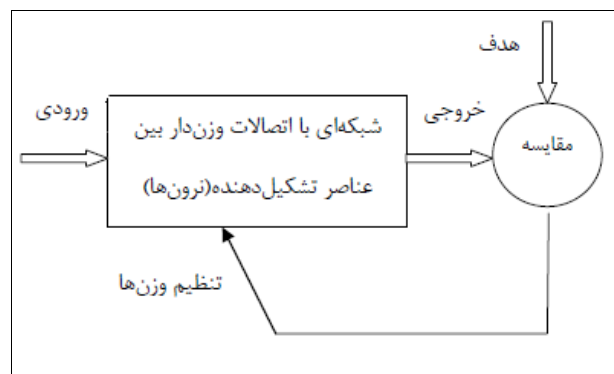 هدف
ورودی
شبکه‌ای با اتصالات وزن‌دار بین
عناصر تشکیل‌دهنده(نرون‌ها)
خروجی
مقایسه
تنظیم وزن‌ها